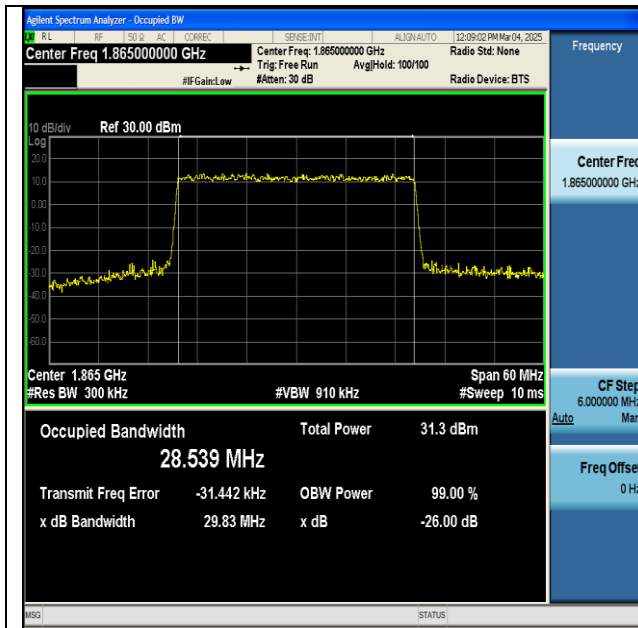 Agilent Spectrum Analyzer - Occupied BW
RL RF 50 Ω AC CORREC SENSE:INT ALIGN AUTO 12:09:02 PM Mar 04, 2025
Center Freq 1.865000000 GHz
Center Freq: 1.865000000 GHz Radio Std: None
Trig: Free Run Avg|Hold: 100/100
#IFGain:Low #Atten: 30 dB Radio Device: BTS
10 dB/div Ref 30.00 dBm
Log
20.0
10.0
0.00
-10.0
-20.0
-30.0
-40.0
-50.0
-60.0
Center 1.865 GHz Span 60 MHz
#Res BW 300 kHz #VBW 910 kHz #Sweep 10 ms
Occupied Bandwidth Total Power 31.3 dBm
28.539 MHz
Transmit Freq Error -31.442 kHz OBW Power 99.00 %
x dB Bandwidth 29.83 MHz x dB -26.00 dB
MSG STATUS
Frequency
Center Freq
1.865000000 GHz
CF Step
6.000000 MHz
Auto Man
Freq Offset
0 Hz